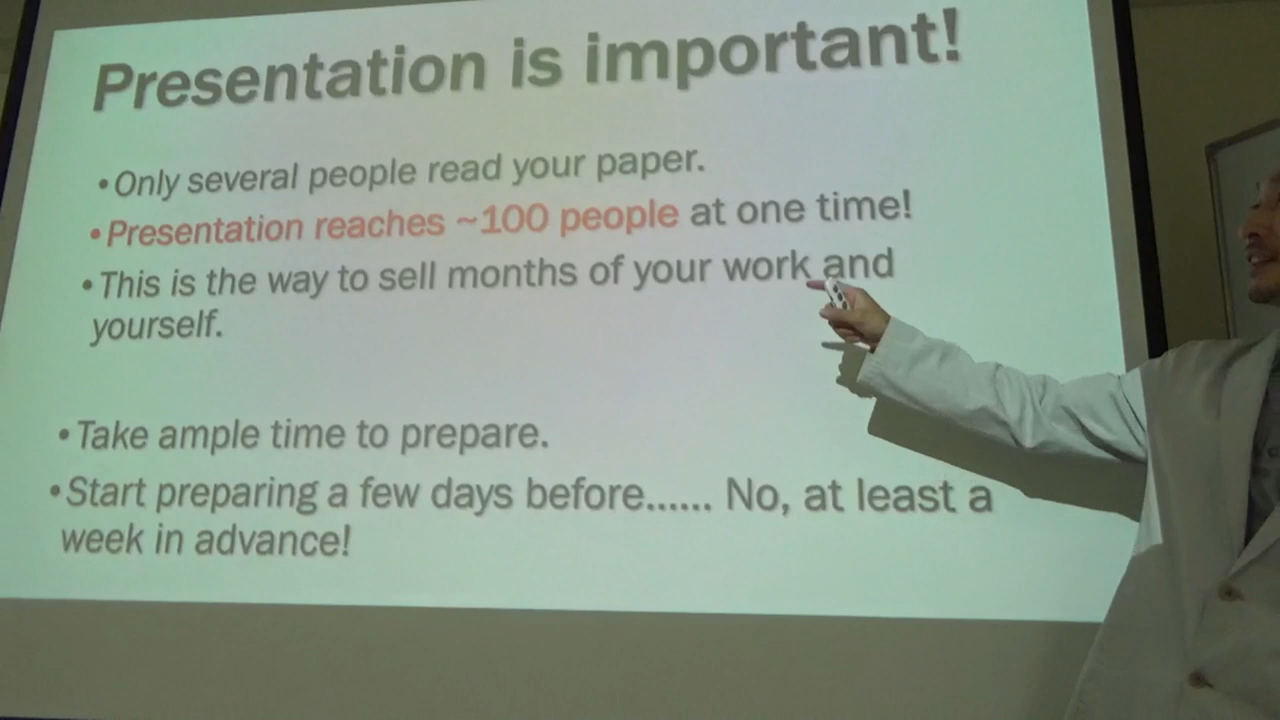 Presentation is important!
•Only several people read your paper.
•Presentation reaches ~100 people at one time!
•This is the way to sell months of your work and
yourself.
•Take ample time to prepare.
•Start preparing a few days before...... No, at least a
week in advance!